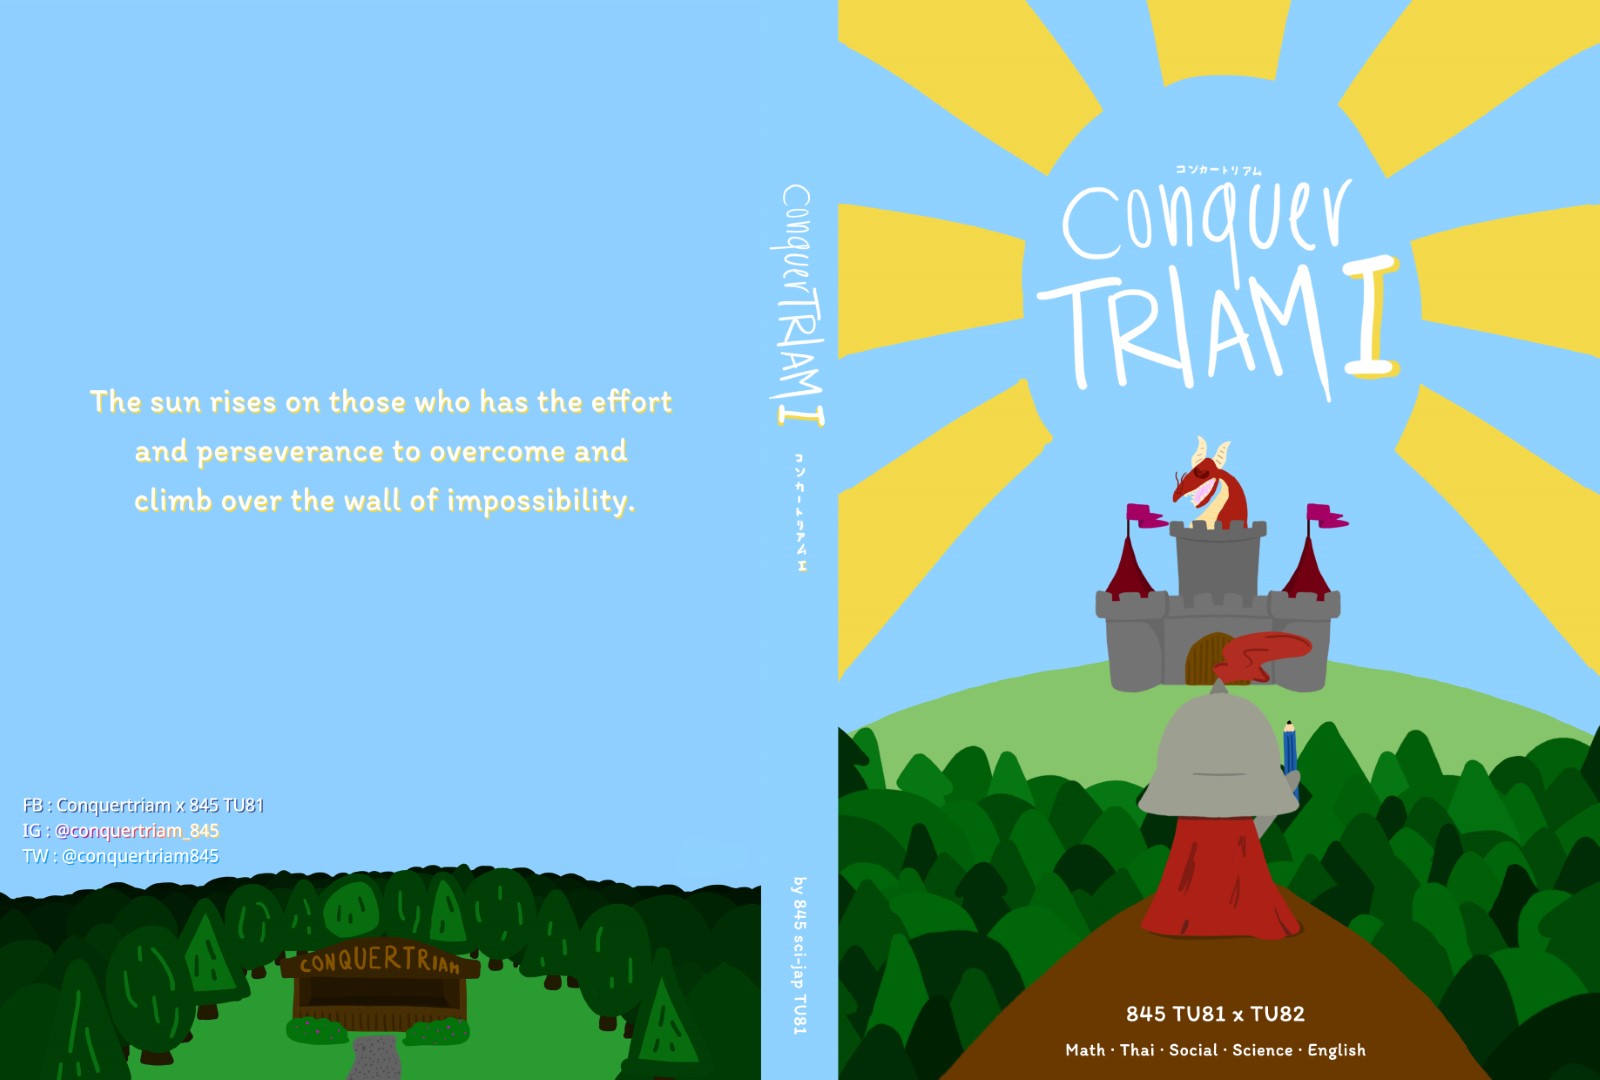 The sun rises on those who has the effort
and perseverance to overcome and
climb over the wall of impossibility.
FB : Conquertriam x 845 TU81
IG : @conquertriam_845
TW : @conquertriam845
CONQUERTRIAM
Conquer TRIAM I
コンカートリアム I
by 845 sci-jap TU81
コンカートリアム
Conquer
TRIAM I
845 TU81 x TU82
Math · Thai · Social · Science · English